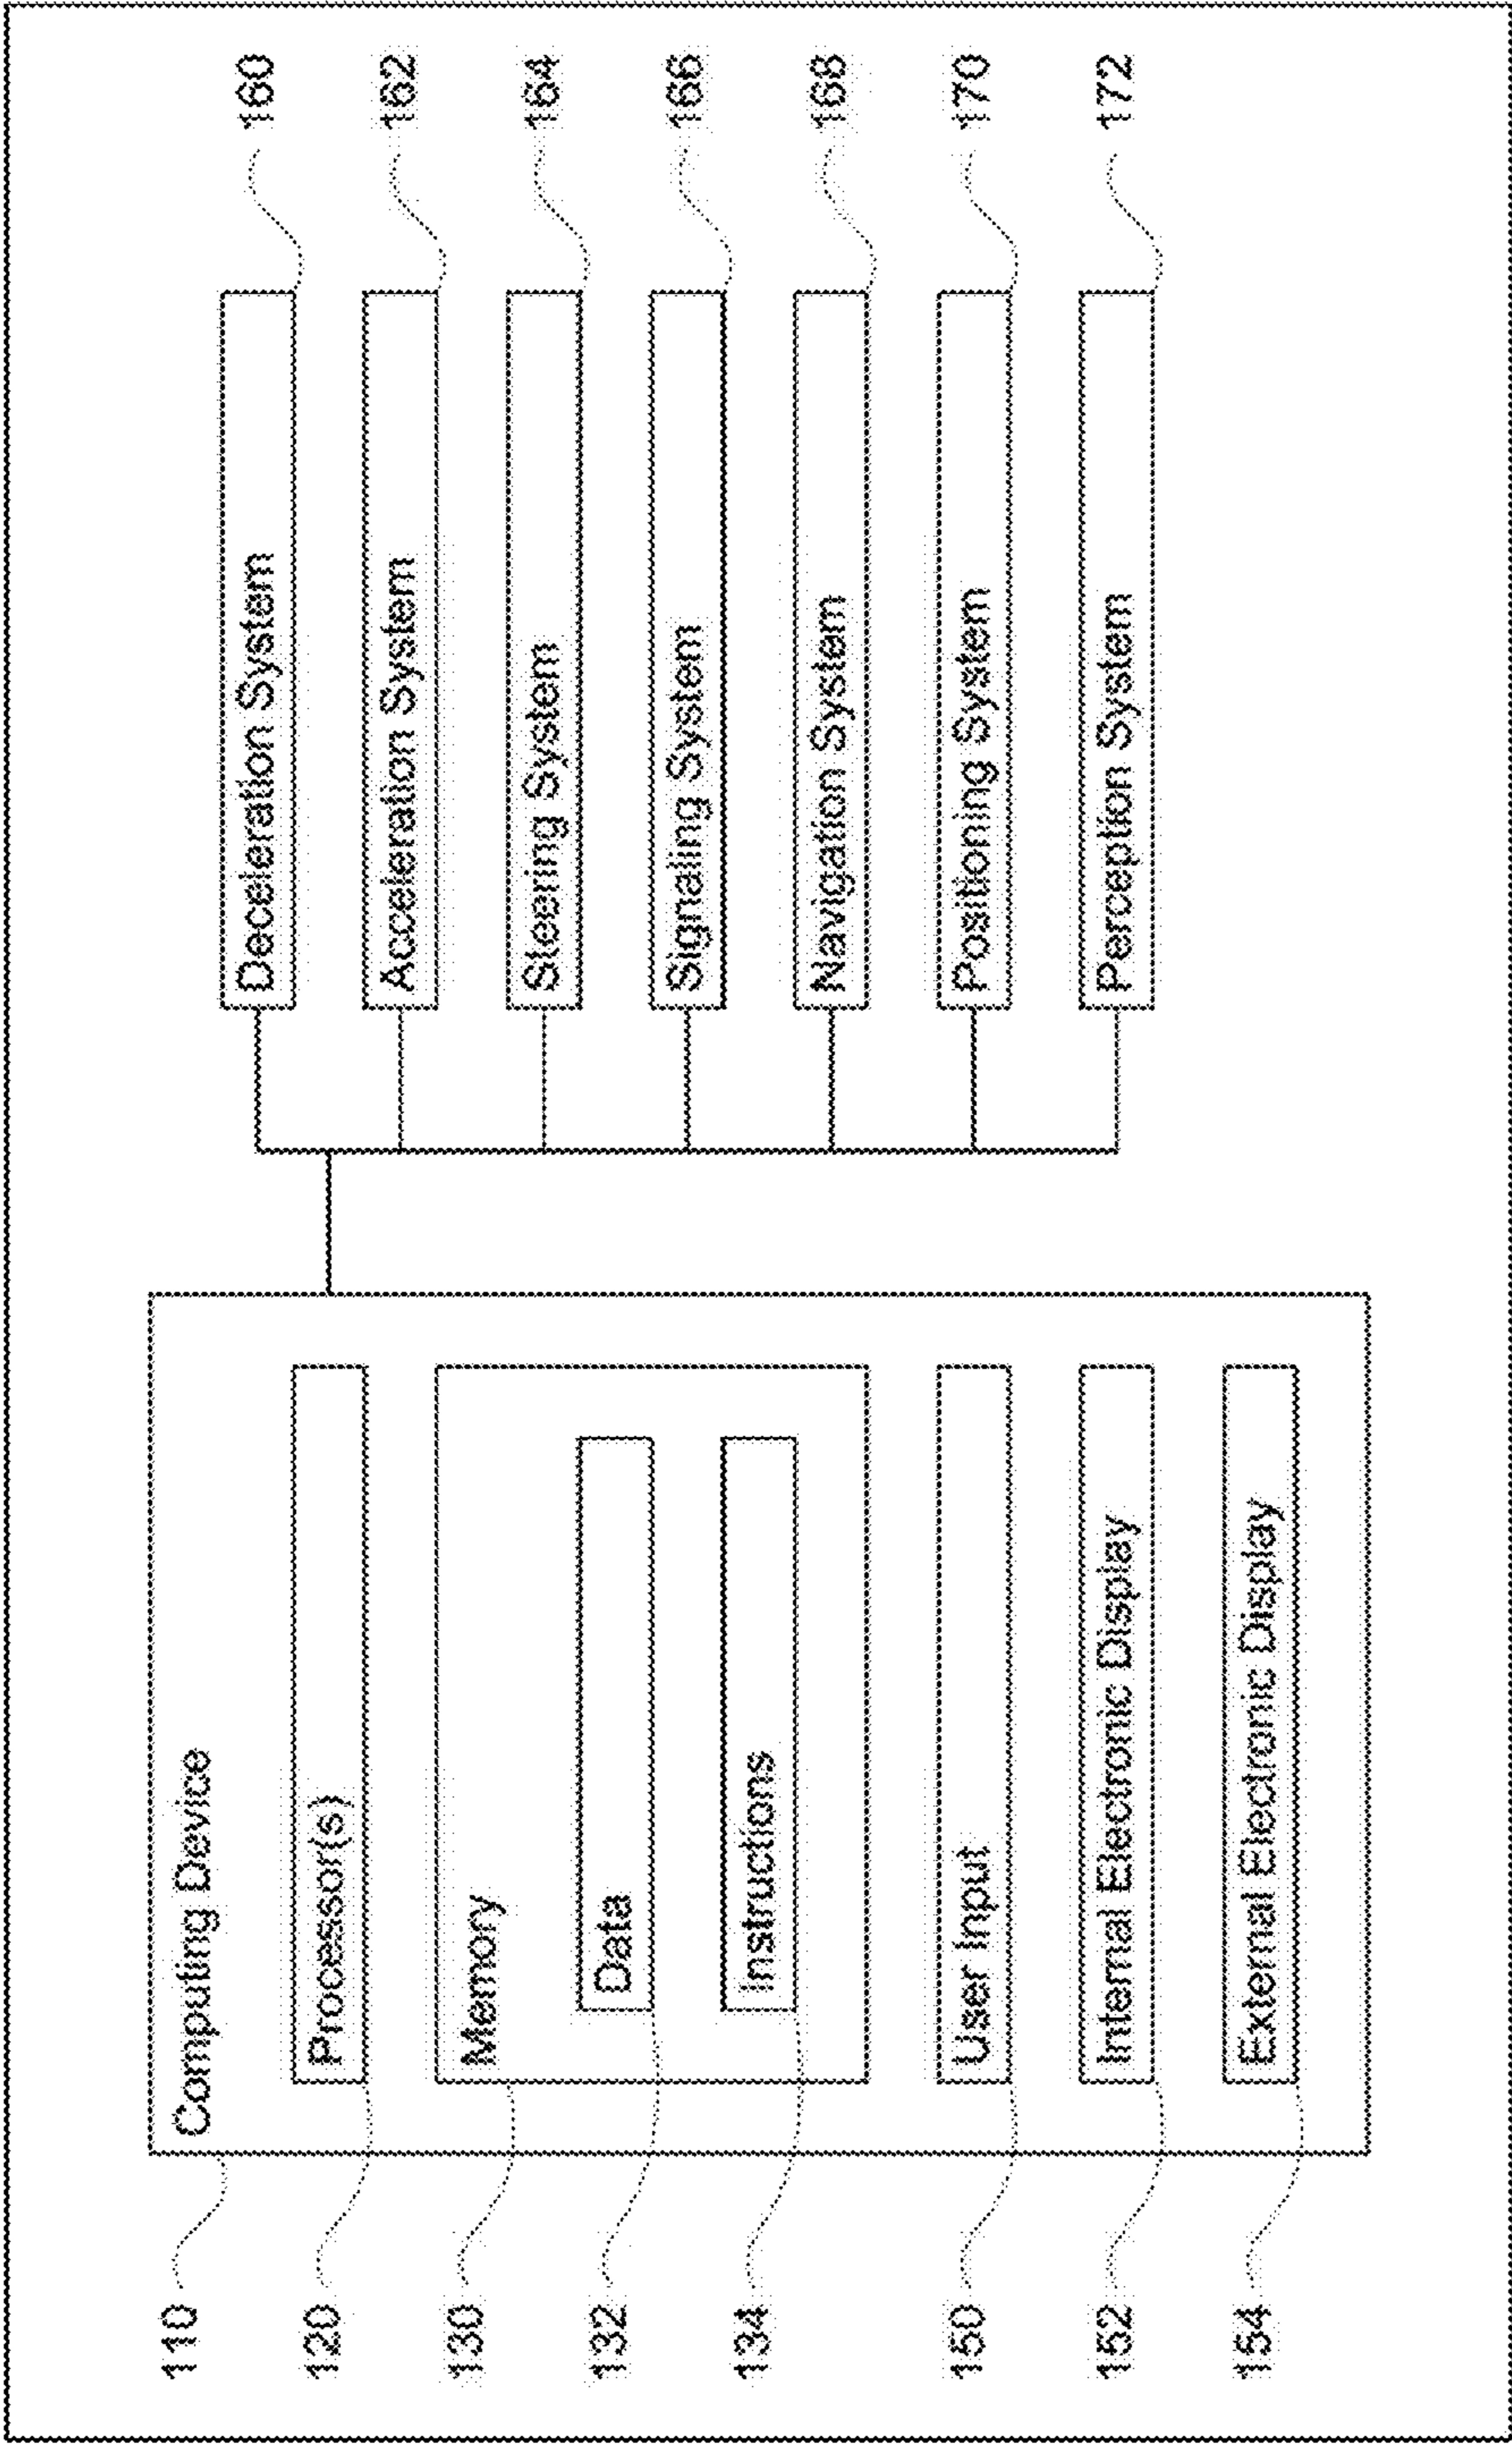 110
Computing Device
120
Processor(s)
130
Memory
132
Data
134
Instructions
150
User Input
152
Internal Electronic Display
154
External Electronic Display
Deceleration System
160
Acceleration System
162
Steering System
164
Signaling System
166
Navigation System
168
Positioning System
170
Perception System
172